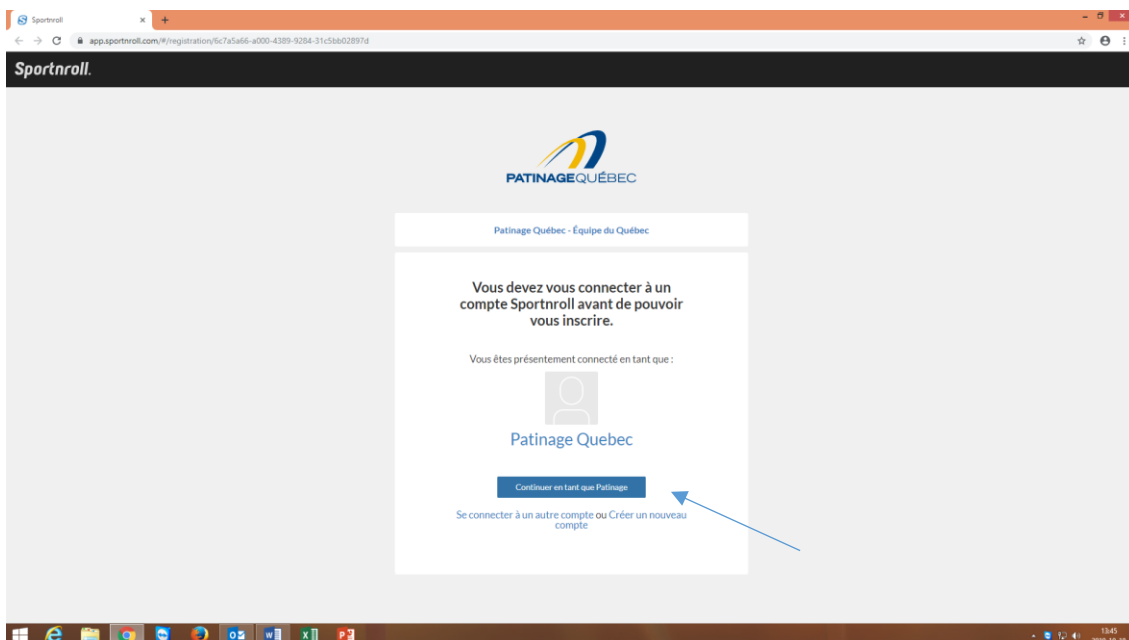 Sportnroll
app.sportnroll.com/#/registration/6c7a5a66-a000-4389-9284-31c5bb02897d
Sportnroll.
PATINAGEQUÉBEC
Patinage Québec - Équipe du Québec
Vous devez vous connecter à un
compte Sportnroll avant de pouvoir
vous inscrire.
Vous êtes présentement connecté en tant que :
Patinage Quebec
Continuer en tant que Patinage
Se connecter à un autre compte ou Créer un nouveau
compte
13:45